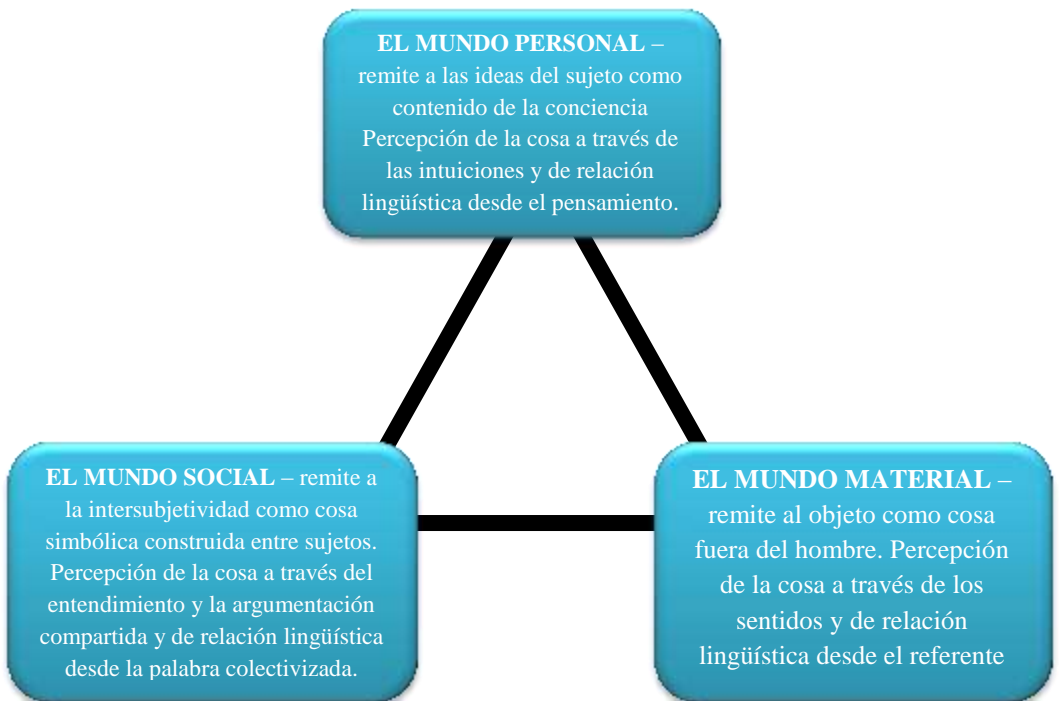 EL MUNDO PERSONAL –
remite a las ideas del sujeto como
contenido de la conciencia
Percepción de la cosa a través de
las intuiciones y de relación
lingüística desde el pensamiento.
EL MUNDO SOCIAL – remite a
la intersubjetividad como cosa
simbólica construida entre sujetos.
Percepción de la cosa a través del
entendimiento y la argumentación
compartida y de relación lingüística
desde la palabra colectivizada.
EL MUNDO MATERIAL –
remite al objeto como cosa
fuera del hombre. Percepción
de la cosa a través de los
sentidos y de relación
lingüística desde el referente